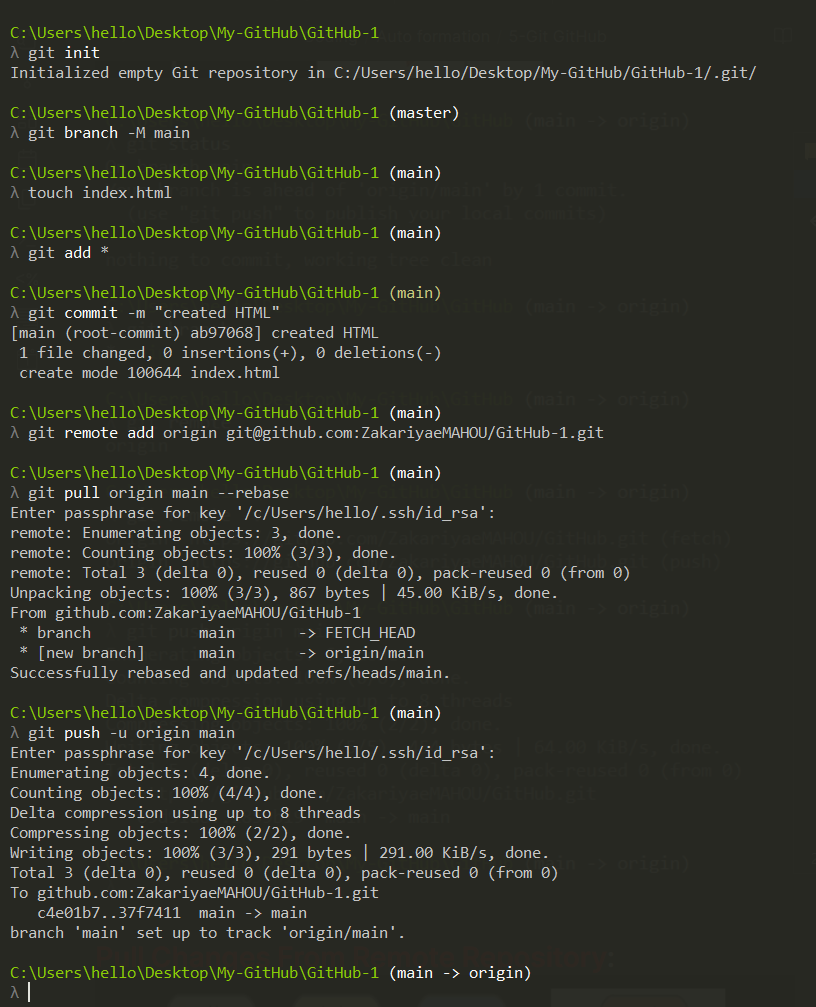 C:\Users\hello\Desktop\My-GitHub\GitHub-1
λ git init
Initialized empty Git repository in C:/Users/hello/Desktop/My-GitHub/GitHub-1/.git/
C:\Users\hello\Desktop\My-GitHub\GitHub-1 (master)
λ git branch -M main
C:\Users\hello\Desktop\My-GitHub\GitHub-1 (main)
λ touch index.html
C:\Users\hello\Desktop\My-GitHub\GitHub-1 (main)
λ git add *
C:\Users\hello\Desktop\My-GitHub\GitHub-1 (main)
λ git commit -m "created HTML"
[main (root-commit) ab97068] created HTML
1 file changed, 0 insertions(+), 0 deletions(-)
create mode 100644 index.html
C:\Users\hello\Desktop\My-GitHub\GitHub-1 (main)
λ git remote add origin git@github.com:ZakariyaeMAHOU/GitHub-1.git
C:\Users\hello\Desktop\My-GitHub\GitHub-1 (main)
λ git pull origin main --rebase
Enter passphrase for key '/c/Users/hello/.ssh/id_rsa':
remote: Enumerating objects: 3, done.
remote: Counting objects: 100% (3/3), done.
remote: Total 3 (delta 0), reused 0 (delta 0), pack-reused 0 (from 0)
Unpacking objects: 100% (3/3), 867 bytes | 45.00 KiB/s, done.
From github.com:ZakariyaeMAHOU/GitHub-1
* branch            main       -> FETCH_HEAD
* [new branch]      main       -> origin/main
Successfully rebased and updated refs/heads/main.
C:\Users\hello\Desktop\My-GitHub\GitHub-1 (main)
λ git push -u origin main
Enter passphrase for key '/c/Users/hello/.ssh/id_rsa':
Enumerating objects: 4, done.
Counting objects: 100% (4/4), done.
Delta compression using up to 8 threads
Compressing objects: 100% (2/2), done.
Writing objects: 100% (3/3), 291 bytes | 291.00 KiB/s, done.
Total 3 (delta 0), reused 0 (delta 0), pack-reused 0 (from 0)
To github.com:ZakariyaeMAHOU/GitHub-1.git
c4e01b7..37f7411  main -> main
branch 'main' set up to track 'origin/main'.
C:\Users\hello\Desktop\My-GitHub\GitHub-1 (main -> origin)
λ